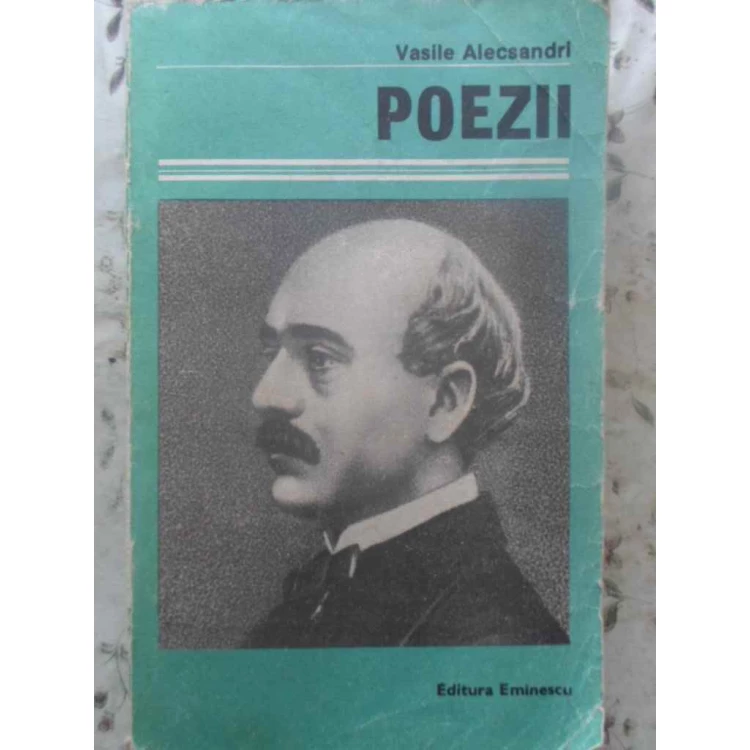 Vasile Alecsandri
POEZII
Editura Eminescu